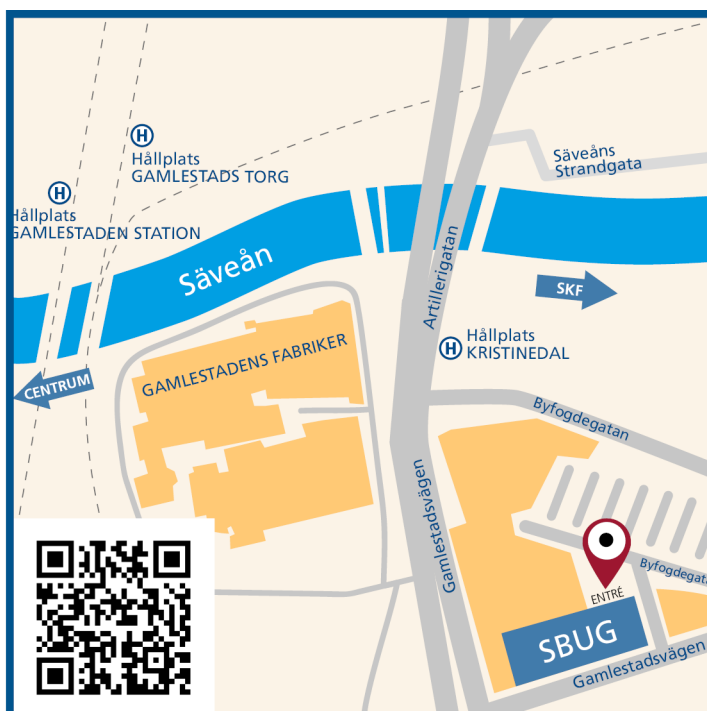 H
Hållplats
GAMLESTADS TORG
H
Hållplats
GAMLESTADEN STATION
Säveåns
Strandgata
Säveån
Artillerigatan
SKF
H
Hållplats
KRISTINEDAL
GAMLESTADENS FABRIKER
CENTRUM
Byfogdegatan
Gamlestadsvägen
Byfogdegata
ENTRÉ
SBUG
Gamlestadsvägen